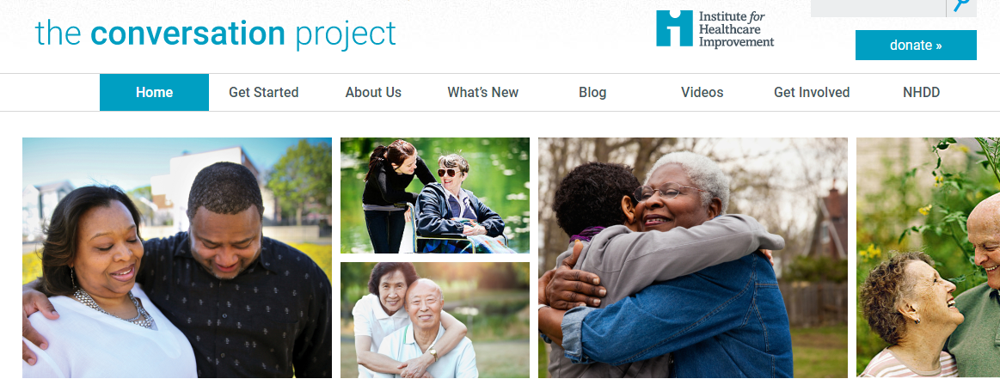 the conversation project
Institute for
Healthcare
Improvement
donate »
Home
Get Started
About Us
What's New
Blog
Videos
Get Involved
NHDD